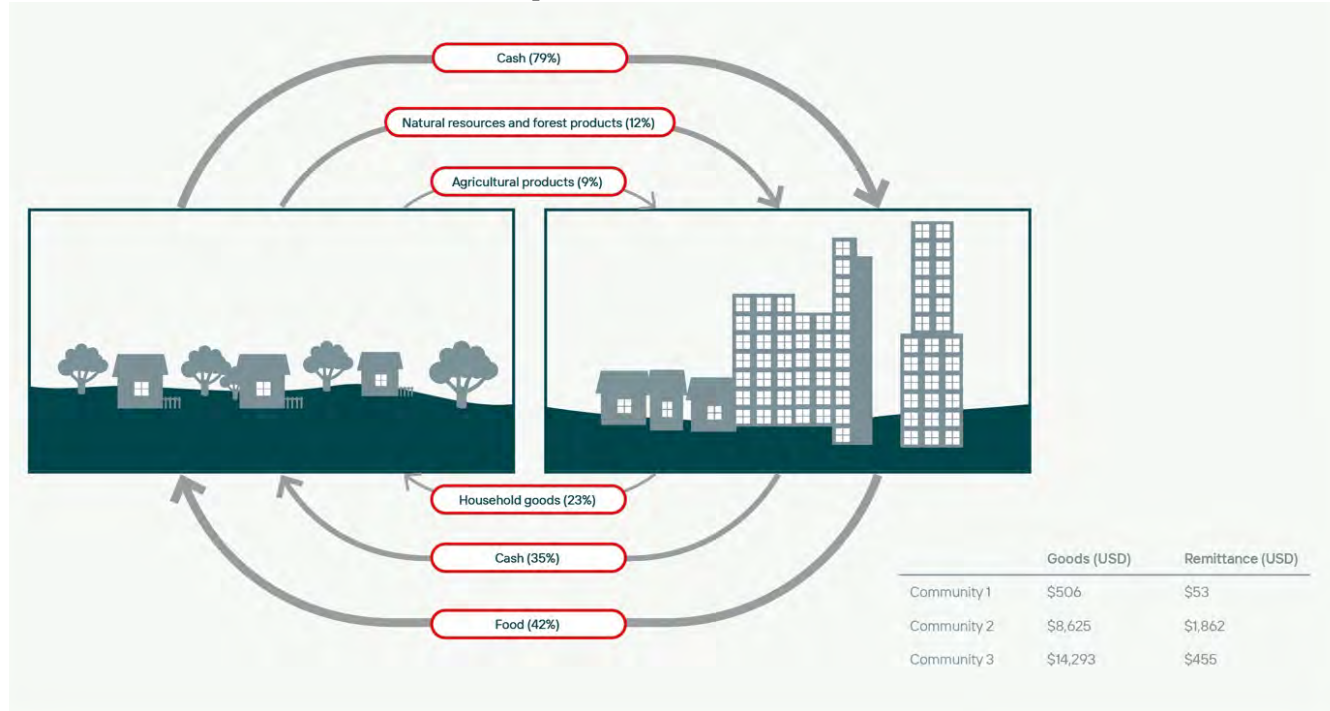 Cash (79%)
Natural resources and forest products (12%)
Agricultural products (9%)
Household goods (23%)
Cash (35%)
Food (42%)
Goods (USD) Remittance (USD)
Community 1 $506 $53
Community 2 $8,625 $1,862
Community 3 $14,293 $455